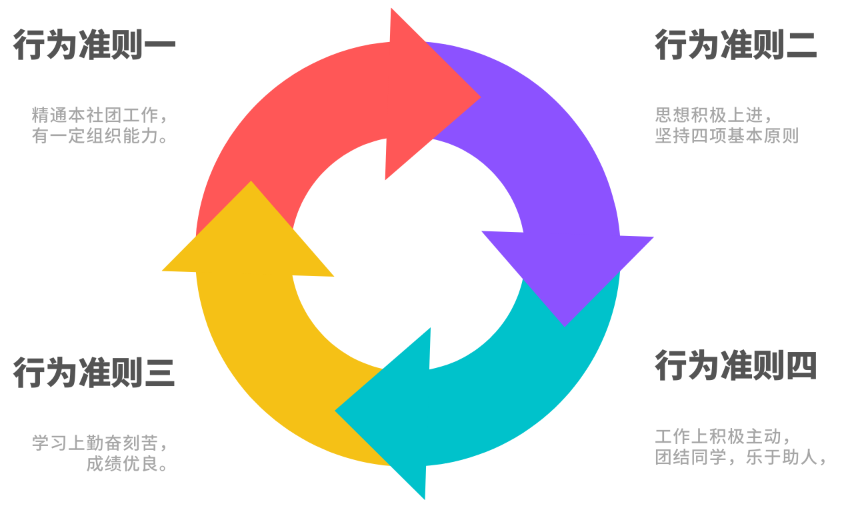 行为准则一
精通本社团工作，
有一定组织能力。
行为准则二
思想积极上进，
坚持四项基本原则
行为准则三
学习上勤奋刻苦，
成绩优良。
行为准则四
工作上积极主动，
团结同学，乐于助人，